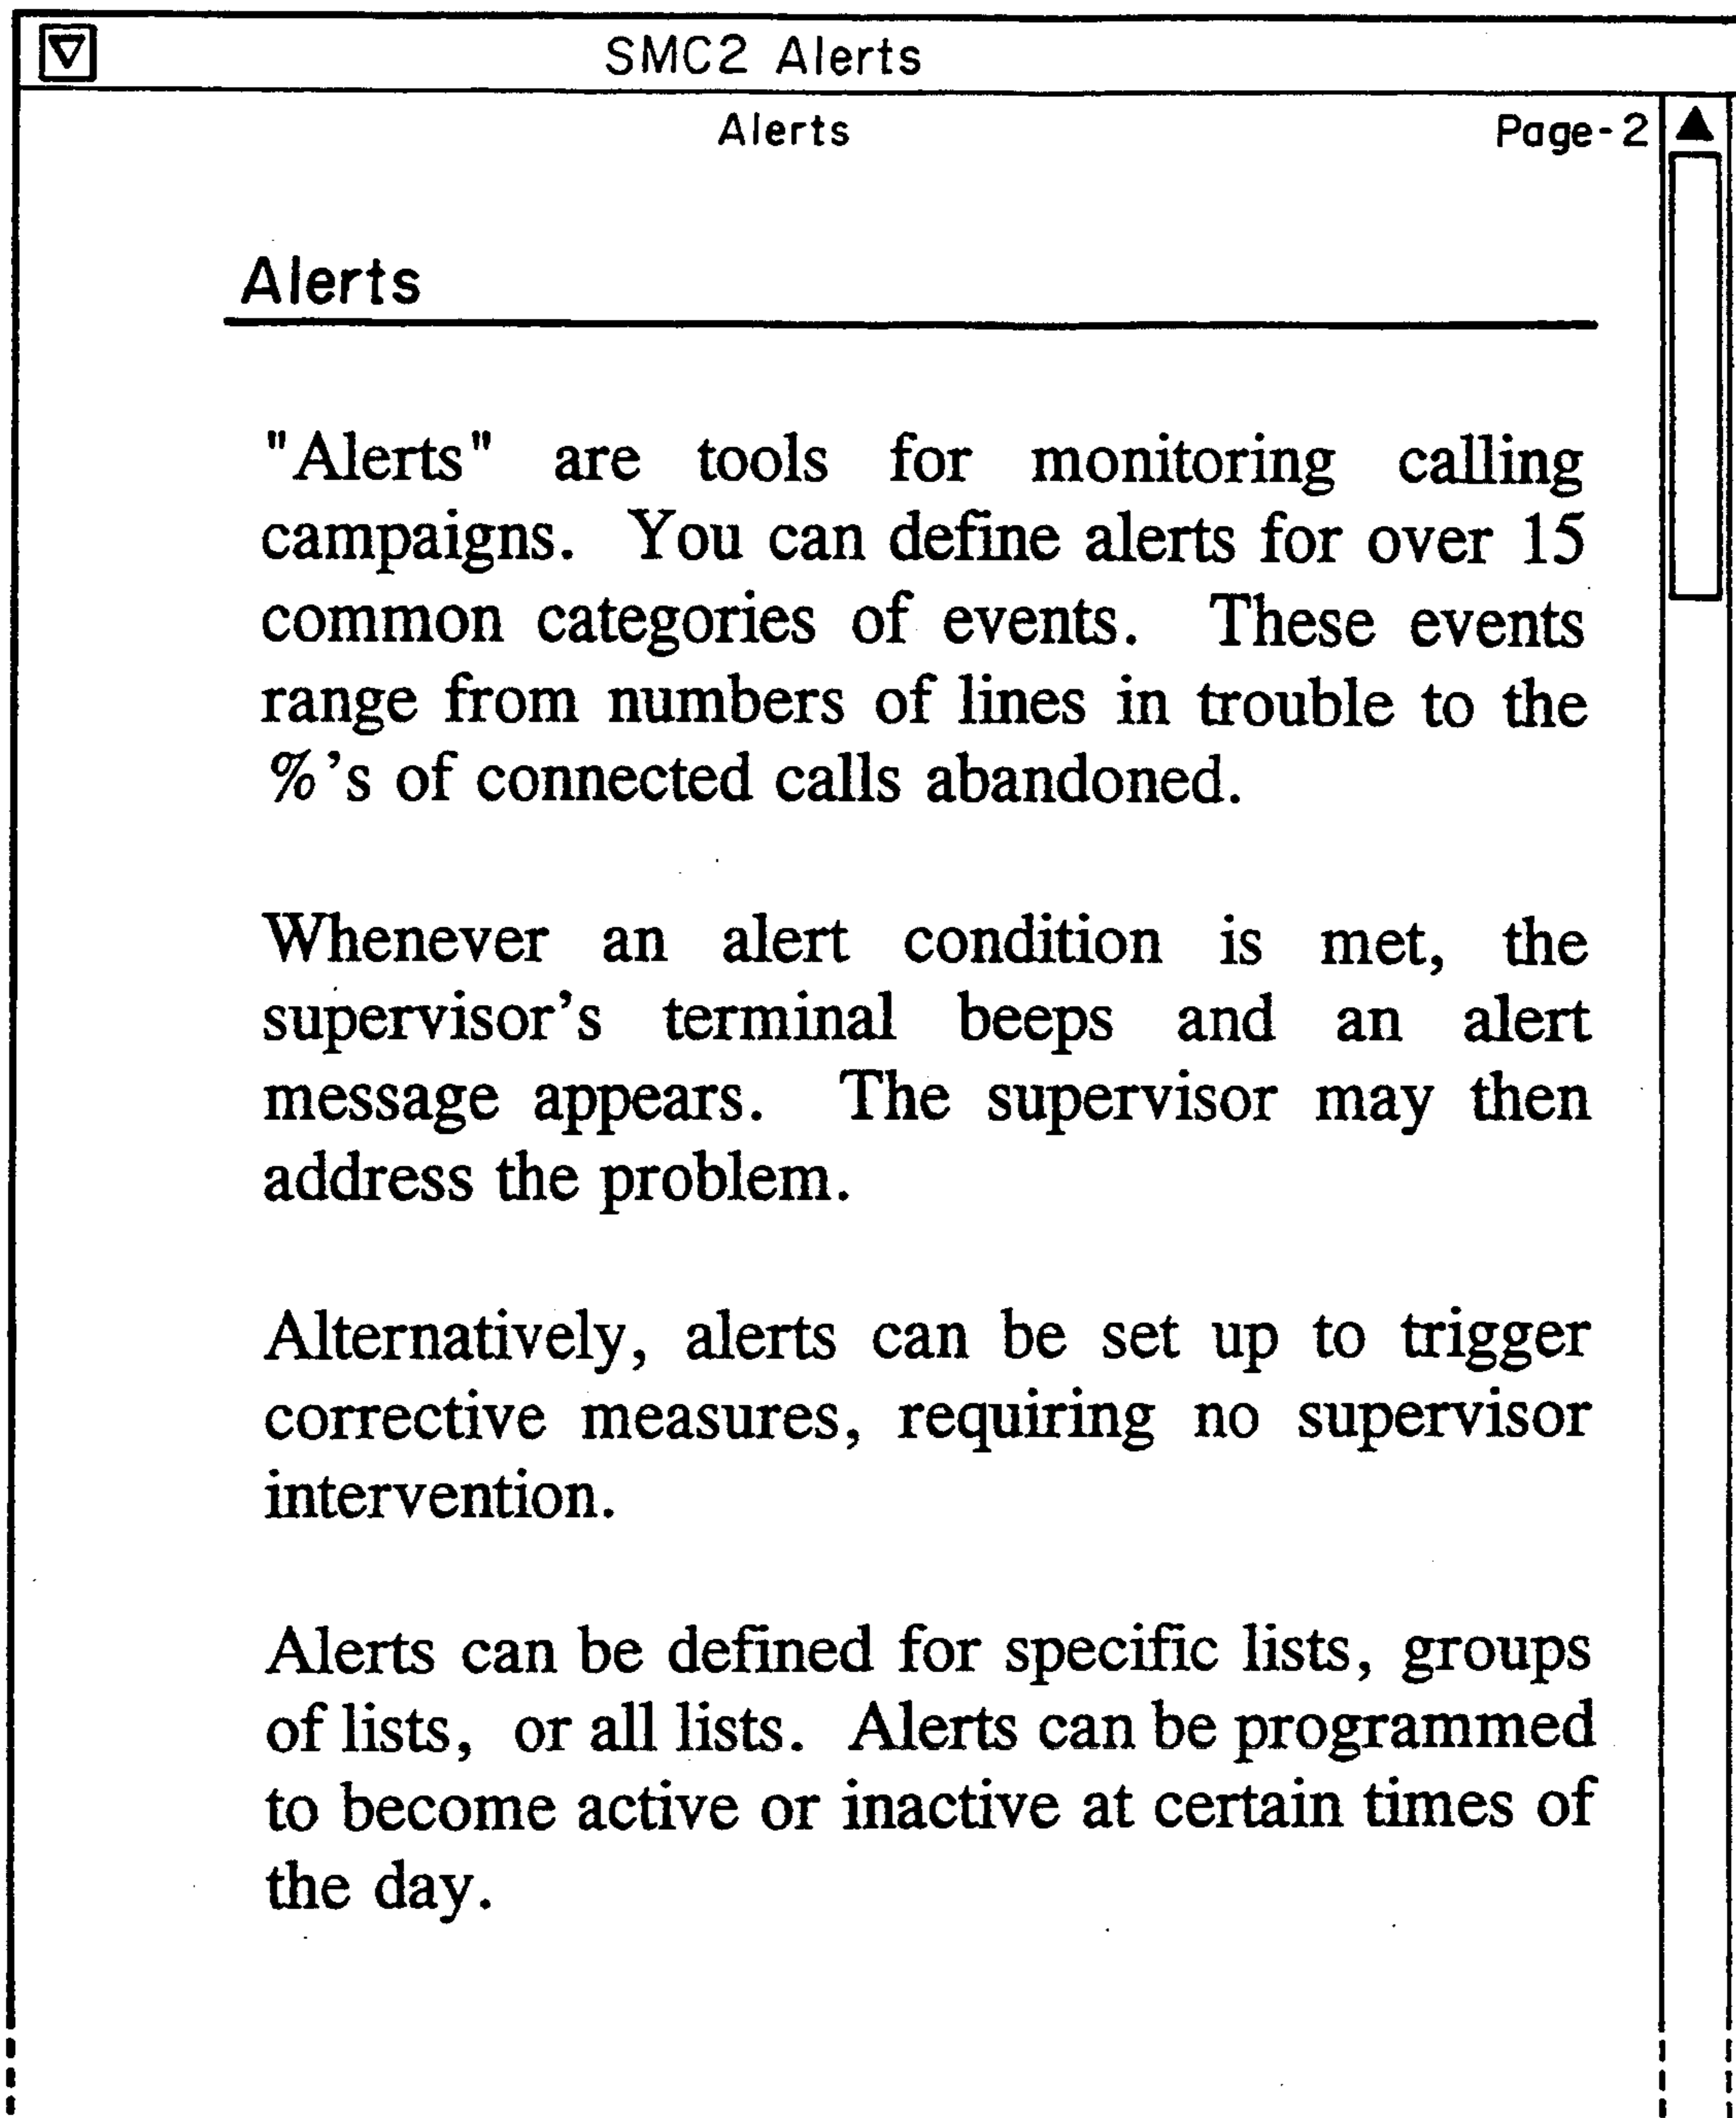 SMC2 Alerts
Alerts Page-2
Alerts
"Alerts" are tools for monitoring calling
campaigns. You can define alerts for over 15
common categories of events. These events
range from numbers of lines in trouble to the
%'s of connected calls abandoned.
Whenever an alert condition is met, the
supervisor's terminal beeps and an alert
message appears. The supervisor may then
address the problem.
Alternatively, alerts can be set up to trigger
corrective measures, requiring no supervisor
intervention.
Alerts can be defined for specific lists, groups
of lists, or all lists. Alerts can be programmed
to become active or inactive at certain times of
the day.